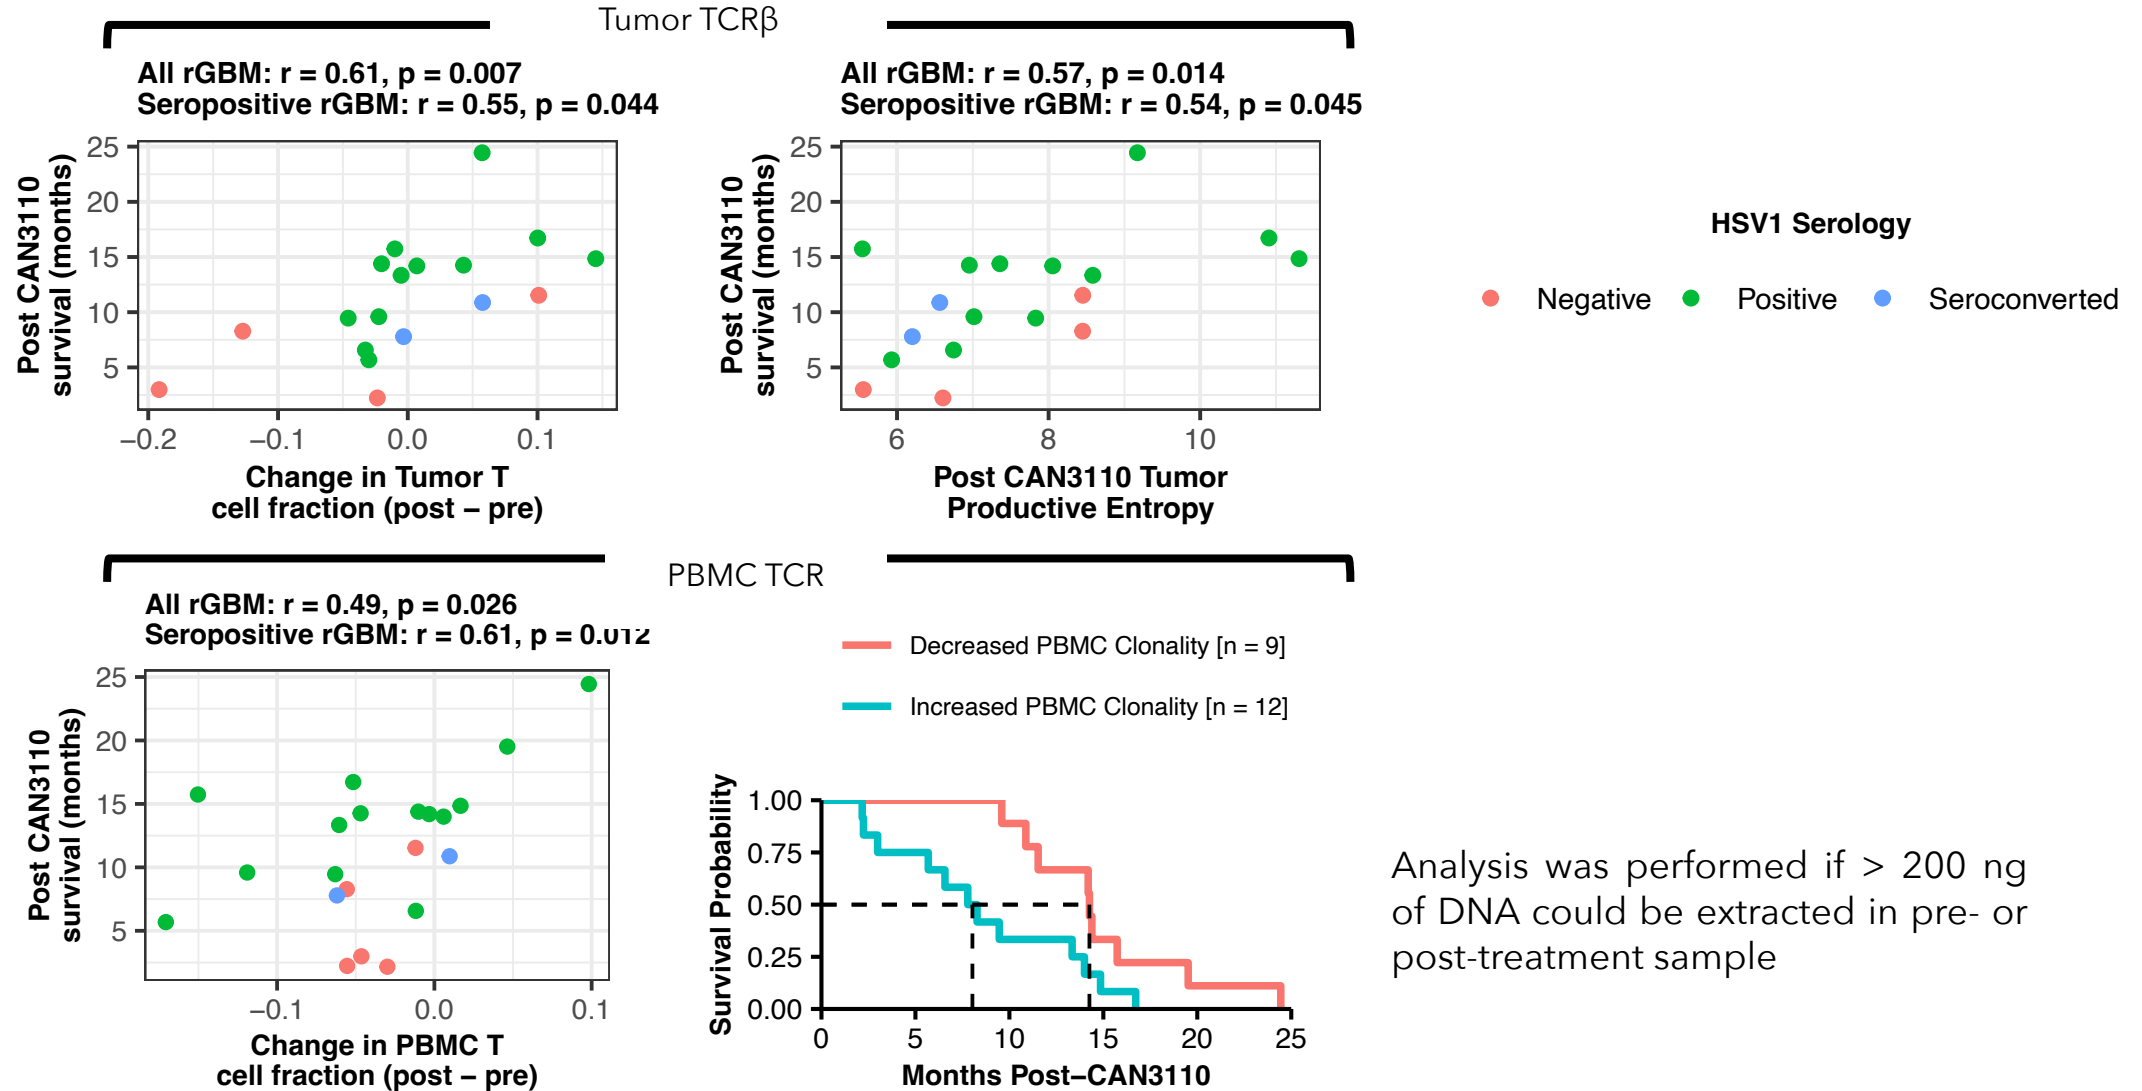 Tumor TCRβ
All rGBM: r = 0.61, p = 0.007
Seropositive rGBM: r = 0.55, p = 0.044
25
20
15
10
5
Post CAN3110
survival (months)
−0.2
−0.1
0.0
0.1
Change in Tumor T
cell fraction (post − pre)
All rGBM: r = 0.57, p = 0.014
Seropositive rGBM: r = 0.54, p = 0.045
25
20
15
10
5
Post CAN3110
survival (months)
6
8
10
Post CAN3110 Tumor
Productive Entropy
HSV1 Serology
Negative
Positive
Seroconverted
PBMC TCR
All rGBM: r = 0.49, p = 0.026
Seropositive rGBM: r = 0.61, p = 0.012
25
20
15
10
5
Post CAN3110
survival (months)
−0.1
0.0
0.1
Change in PBMC T
cell fraction (post − pre)
Decreased PBMC Clonality [n = 9]
Increased PBMC Clonality [n = 12]
1.00
0.75
0.50
0.25
0.00
Survival Probability
0
5
10
15
20
25
Months Post−CAN3110
Analysis was performed if > 200 ng
of DNA could be extracted in pre- or
post-treatment sample